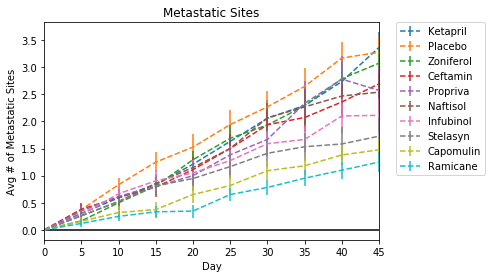 Metastatic Sites
Avg # of Metastatic Sites
3.5
3.0
2.5
2.0
1.5
1.0
0.5
0.0
0 5 10 15 20 25 30 35 40 45
Day
Ketapril
Placebo
Zoniferol
Ceftamin
Propriva
Naftisol
Infubinol
Stelasyn
Capomulin
Ramicane